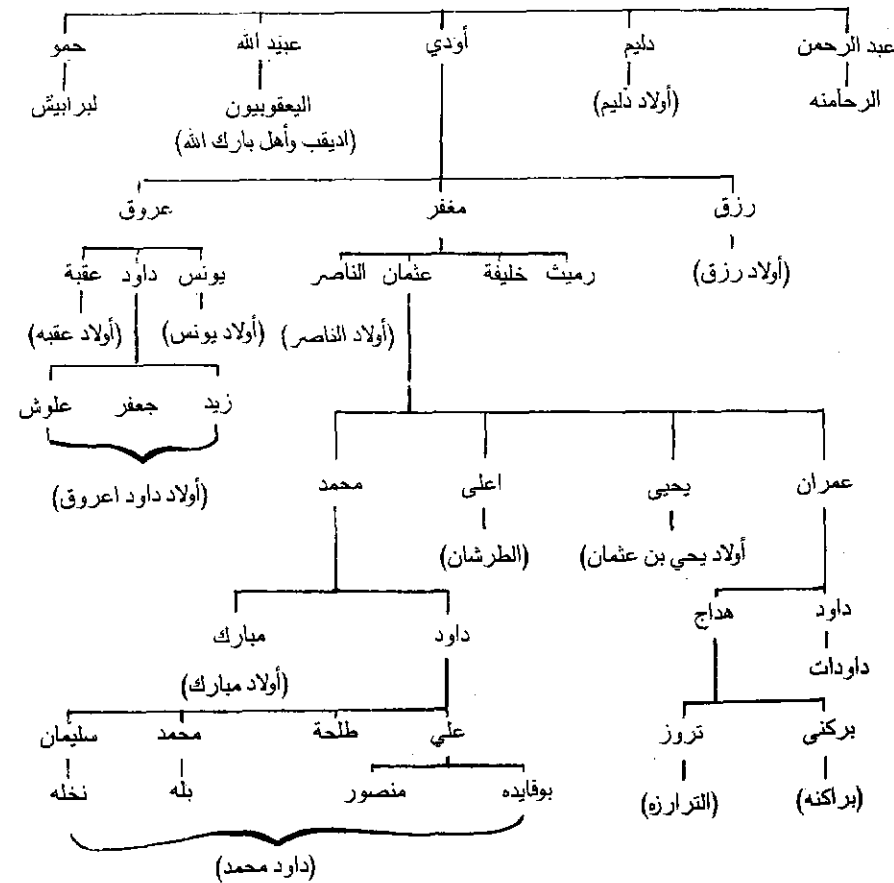 عبد الرحمن دليم أودي عبيد الله حمو
الرحامنه (أولاد دليم) اليعقوبيون لبرابيش
(اديقب وأهل بارك الله)
رزق مغفر عروق
(أولاد رزق) رميث خليفة عثمان الناصر يونس داود عقبة
(أولاد الناصر) (أولاد يونس) (أولاد عقبه)
زيد جعفر علوش
(أولاد داود اعروق)
عمران يحيى اعلى محمد
أولاد يحي بن عثمان) (الطرشان)
داود هداج داود مبارك
داودات (أولاد مبارك)
بركني تروز علي طلحة محمد سليمان
(براكنه) (الترارزه) بوقايده منصور بله نخله
(داود محمد)